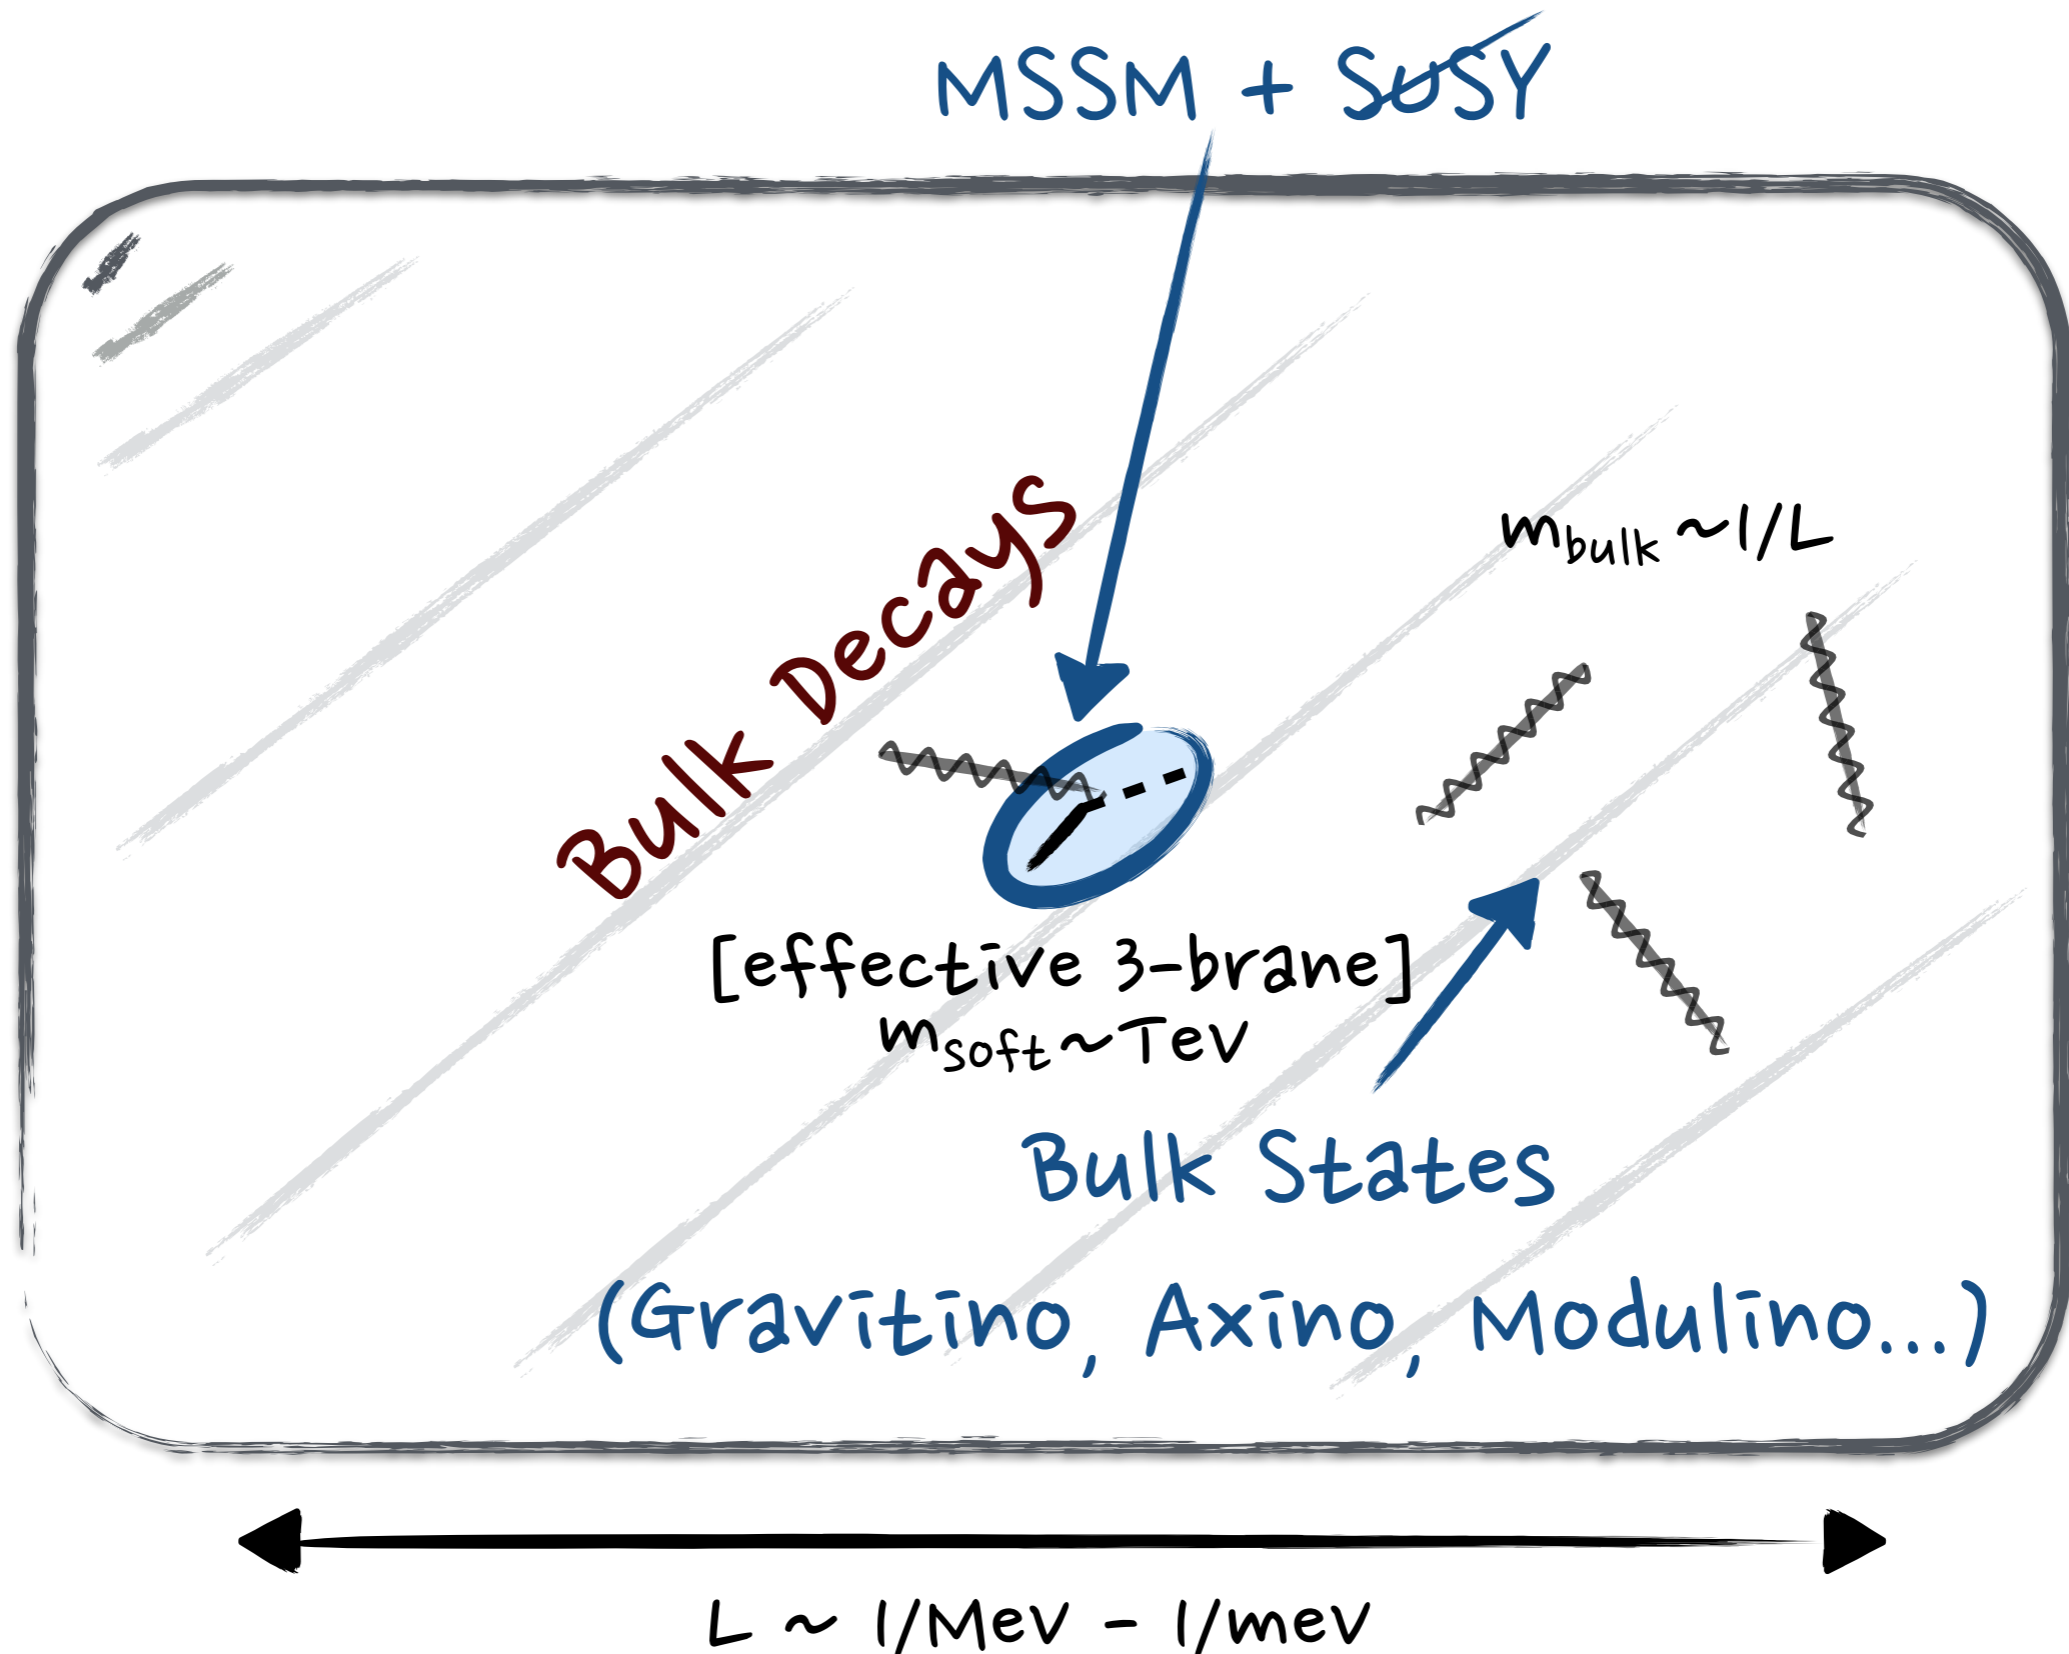 MSSM + SUSY
m_bulk ~1/L
Bulk Decays
[effective 3-brane]
m_soft ~TeV
Bulk States
(Gravitino, Axino, Modulino...)
L ~ 1/MeV - 1/meV